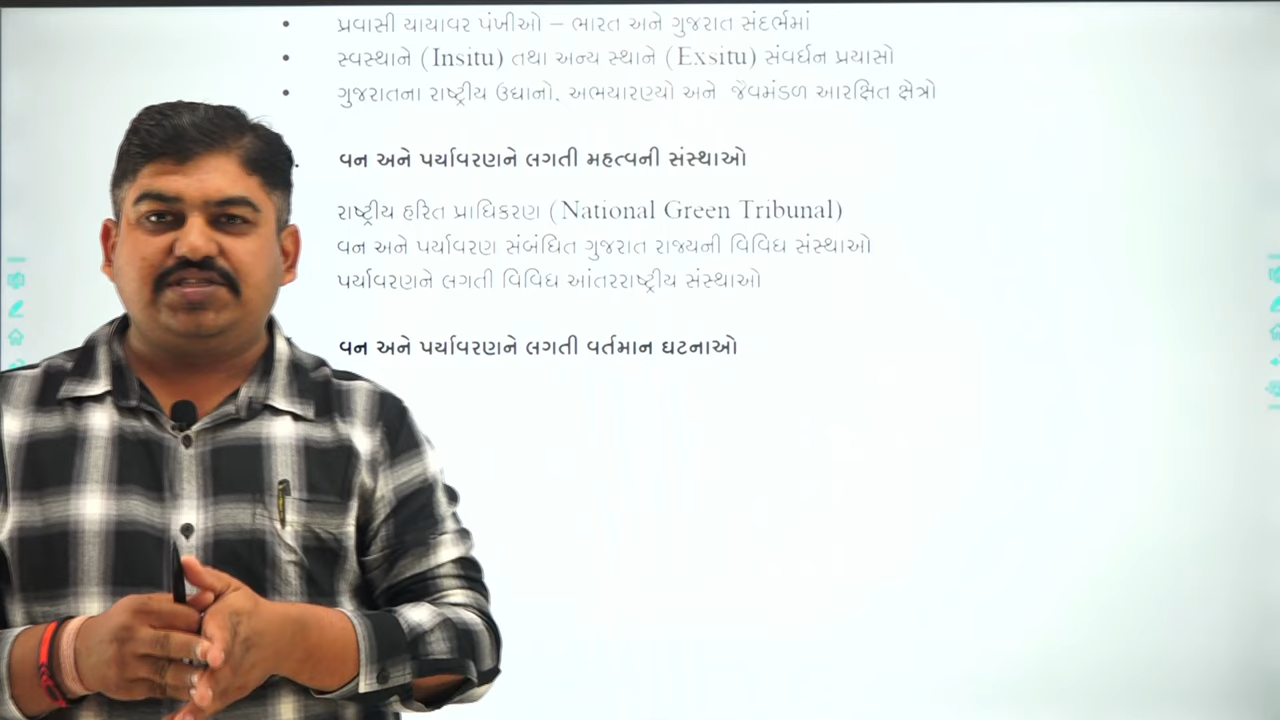 • પ્રવાસી યાયાવર પંખીઓ – ભારત અને ગુજરાત સંદર્ભમાં
• સ્વસ્થાને (Insitu) તથા અન્ય સ્થાને (Exsitu) સંવર્ધન પ્રયાસો
• ગુજરાતના રાષ્ટ્રીય ઉદ્યાનો, અભયારણ્યો અને જૈવમંડળ આરક્ષિત ક્ષેત્રો
વન અને પર્યાવરણને લગતી મહત્વની સંસ્થાઓ
રાષ્ટ્રીય હરિત પ્રાધિકરણ (National Green Tribunal)
વન અને પર્યાવરણ સંબંધિત ગુજરાત રાજ્યની વિવિધ સંસ્થાઓ
પર્યાવરણને લગતી વિવિધ આંતરરાષ્ટ્રીય સંસ્થાઓ
વન અને પર્યાવરણને લગતી વર્તમાન ઘટનાઓ